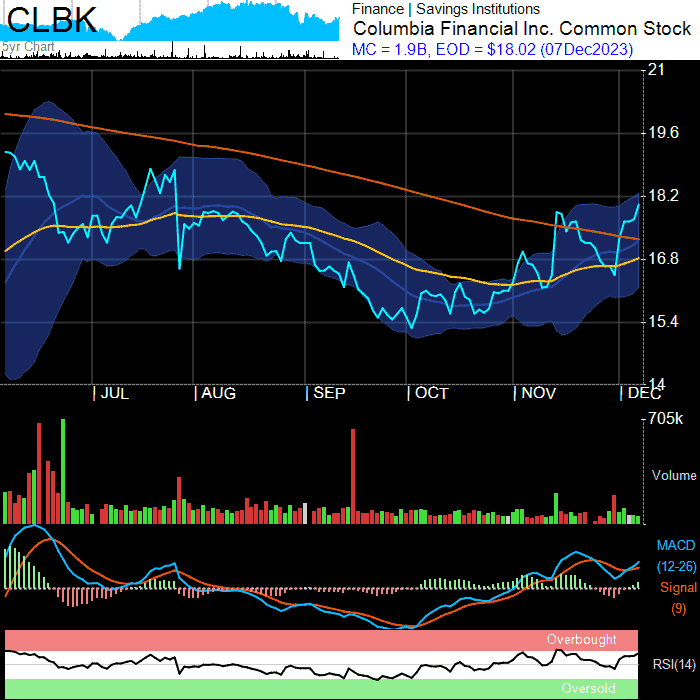 CLBK
5yr Chart
Finance | Savings Institutions
Columbia Financial Inc. Common Stock
MC = 1.9B, EOD = $18.02 (07Dec2023)
21
19.6
18.2
16.8
15.4
14
JUL AUG SEP OCT NOV DEC
705k
Volume
MACD
(12-26)
Signal
(9)
Overbought
RSI(14)
Oversold